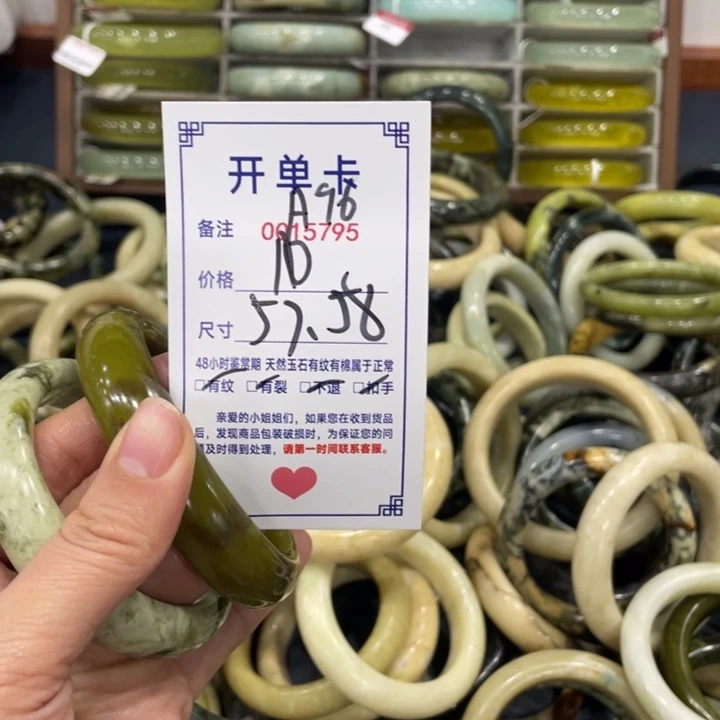 开单卡
A96
备注 0015795
价格 10
尺寸 57.58
48小时鉴赏期 天然玉石有纹有棉属于正常
□有纹 □有裂 □不退 □扣手
亲爱的小姐姐们，如果您在收到货品
后，发现商品包装破损时，为保证您的问
题及时得到处理，请第一时间联系客服。